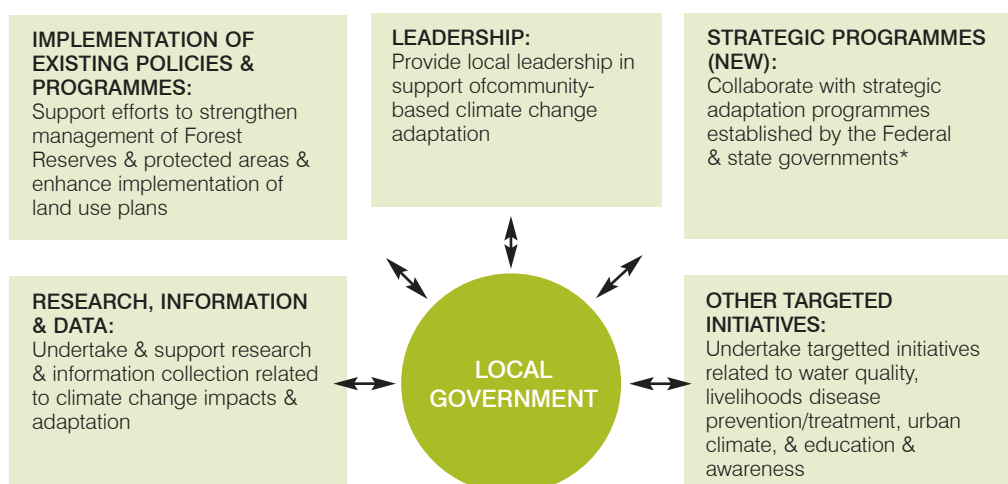 IMPLEMENTATION OF
EXISTING POLICIES &
PROGRAMMES:
Support efforts to strengthen
management of Forest
Reserves & protected areas &
enhance implementation of
land use plans
LEADERSHIP:
Provide local leadership in
support ofcommunity-
based climate change
adaptation
STRATEGIC PROGRAMMES
(NEW):
Collaborate with strategic
adaptation programmes
established by the Federal
& state governments*
RESEARCH, INFORMATION
& DATA:
Undertake & support research
& information collection related
to climate change impacts &
adaptation
LOCAL
GOVERNMENT
OTHER TARGETED
INITIATIVES:
Undertake targetted initiatives
related to water quality,
livelihoods disease
prevention/treatment, urban
climate, & education &
awareness